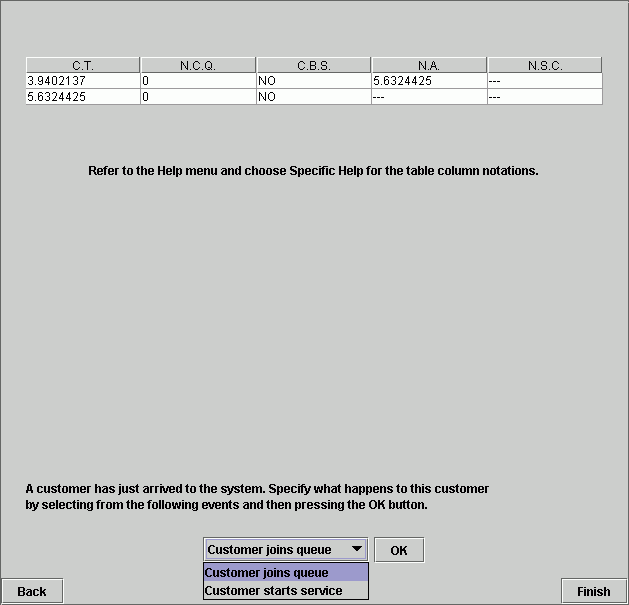 C.T. N.C.Q. C.B.S. N.A. N.S.C.
3.9402137 0 NO 5.6324425 ---
5.6324425 0 NO --- ---
Refer to the Help menu and choose Specific Help for the table column notations.
A customer has just arrived to the system. Specify what happens to this customer
by selecting from the following events and then pressing the OK button.
Customer joins queue OK
Customer joins queue
Customer starts service
Back Finish